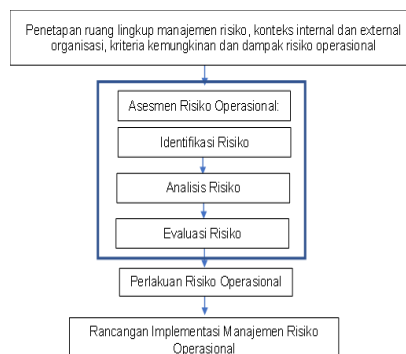 Penetapan ruang lingkup manajemen risiko, konteks internal dan external
organisasi, kriteria kemungkinan dan dampak risiko operasional
Asesmen Risiko Operasional:
Identifikasi Risiko
Analisis Risiko
Evaluasi Risiko
Perlakuan Risiko Operasional
Rancangan Implementasi Manajemen Risiko
Operasional